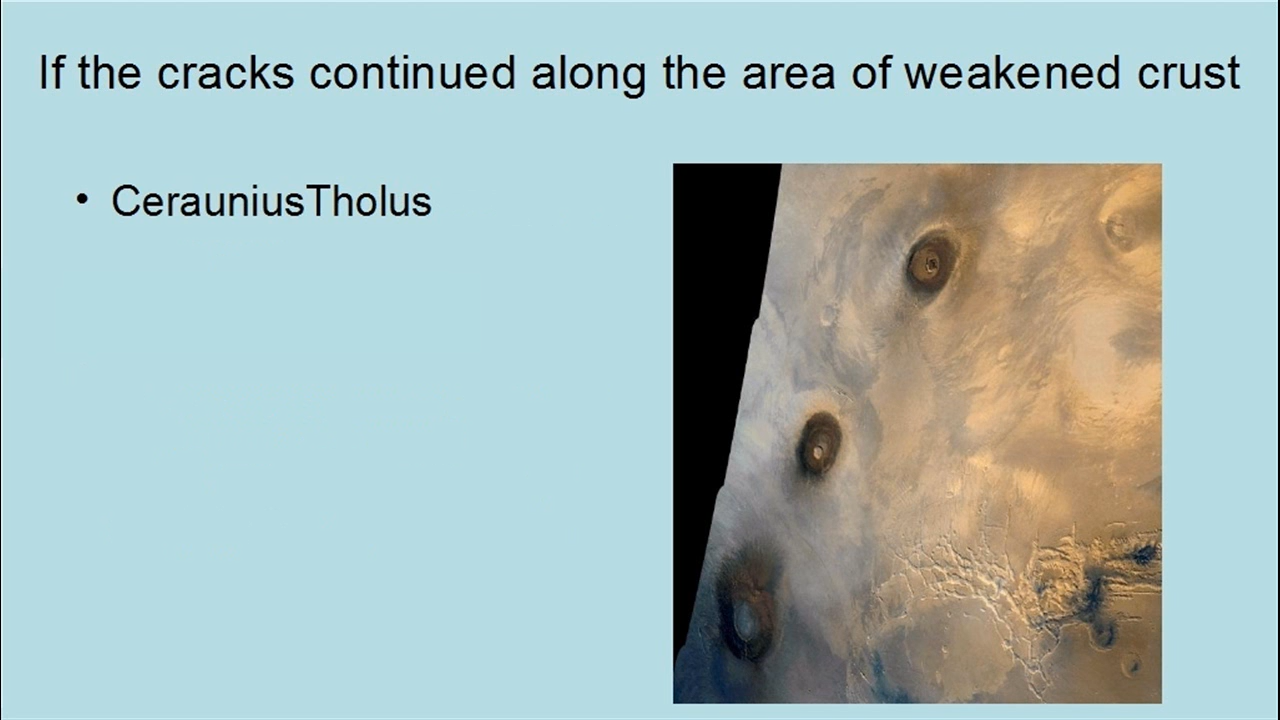 If the cracks continued along the area of weakened crust
• CerauniusTholus